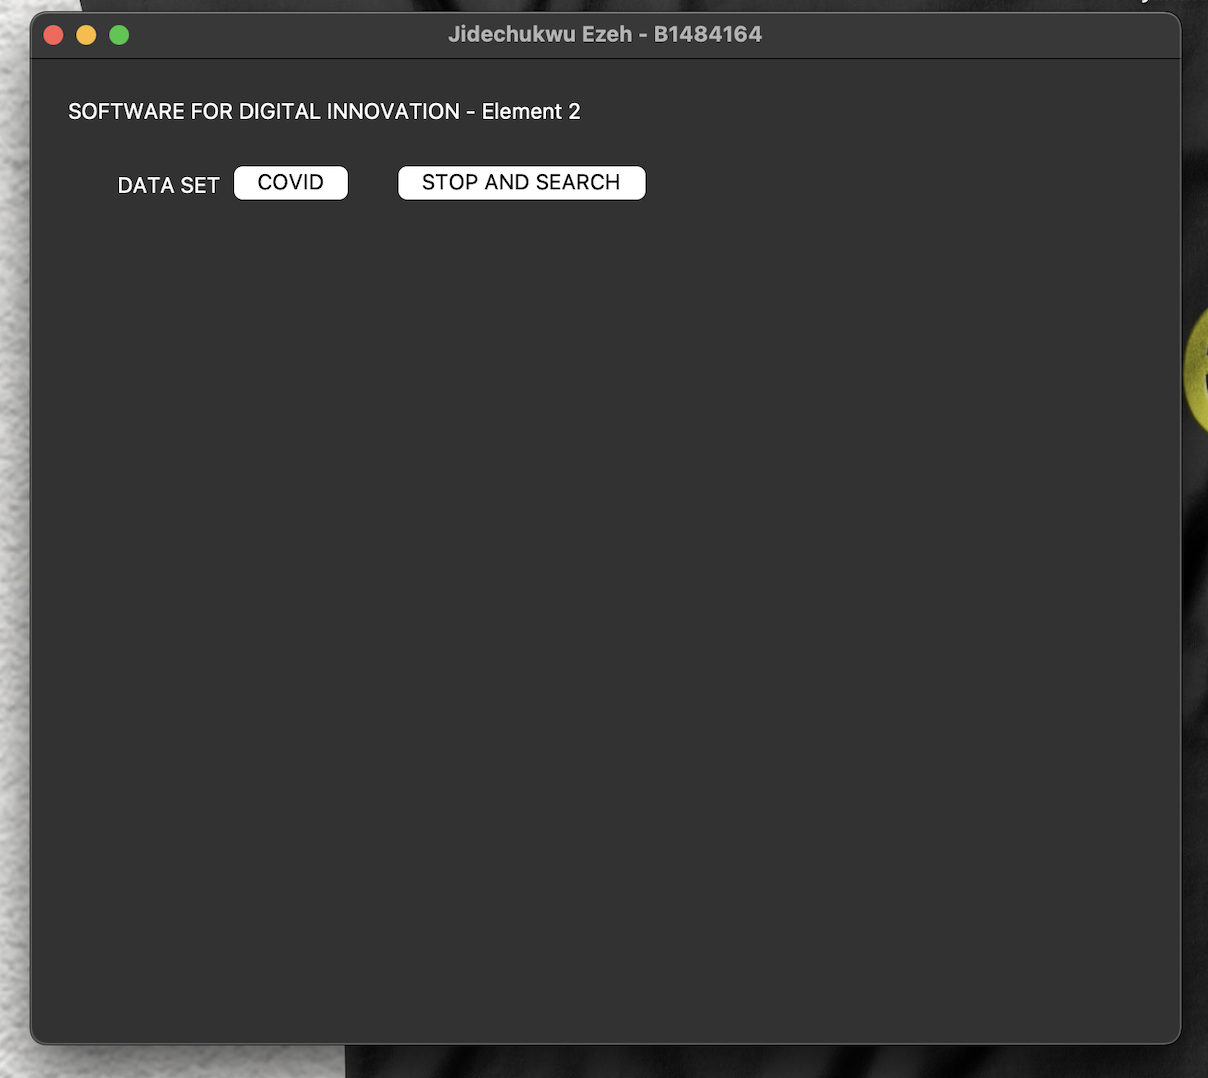 Jidechukwu Ezeh - B1484164
SOFTWARE FOR DIGITAL INNOVATION - Element 2
DATA SET COVID STOP AND SEARCH